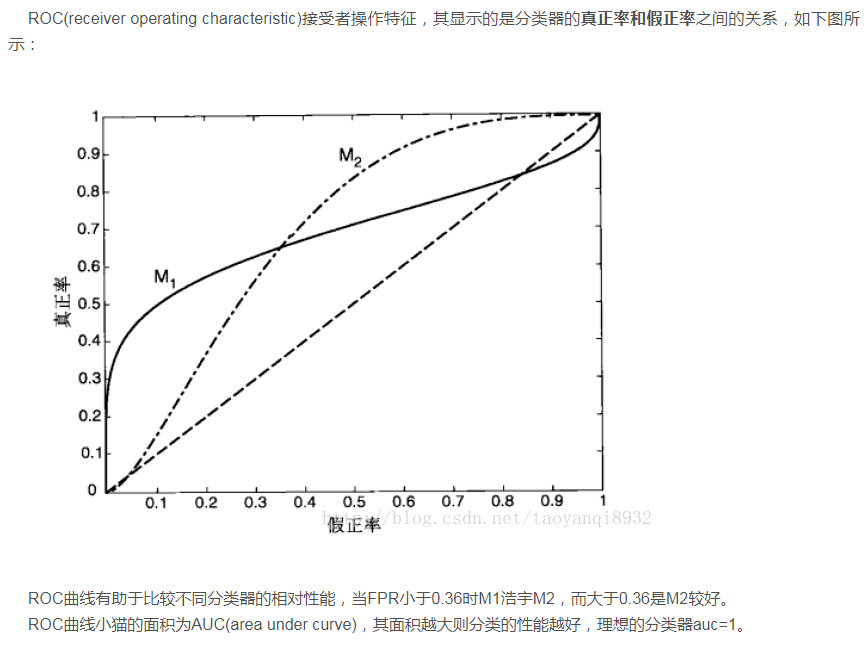 ROC(receiver operating characteristic)接受者操作特征，其显示的是分类器的真正率和假正率之间的关系，如下图所
示：
1
0.9
M2
0.8
0.7
0.6
M1
真正率
0.5
0.4
0.3
0.2
0.1
0
0.1 0.2 0.3 0.4 0.5 0.6 0.7 0.8 0.9 1
http://blog.csdn.net/taoyanqi8932
假正率
ROC曲线有助于比较不同分类器的相对性能，当FPR小于0.36时M1浩宇M2，而大于0.36是M2较好。
ROC曲线小猫的面积为AUC(area under curve)，其面积越大则分类的性能越好，理想的分类器auc=1。